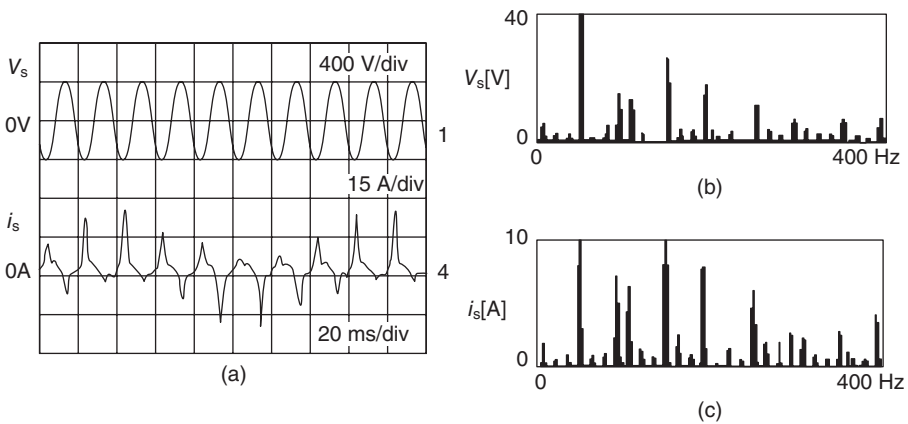 V_s
400 V/div
0V
1
15 A/div
i_s
0A
4
20 ms/div
(a)
40
V_s[V]
0
0
400 Hz
(b)
10
i_s[A]
0
0
400 Hz
(c)